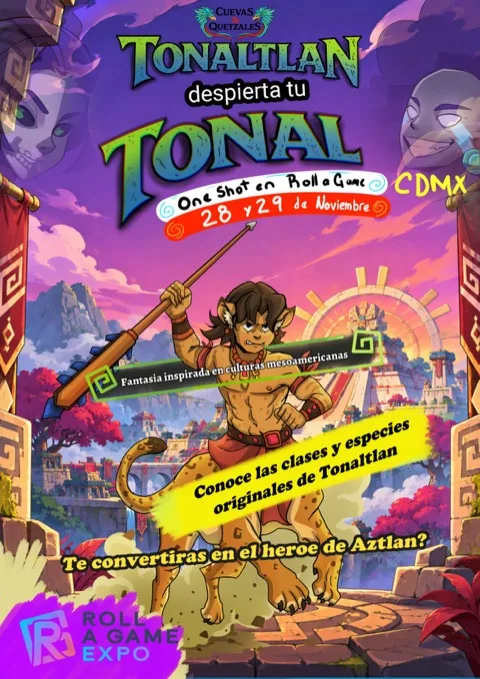 CUEVAS
Y
QUETZALES
TONALTLAN
despierta tu
TONAL
One Shot en Roll a Game
CDMX
28 y 29 de Noviembre
Fantasia inspirada en culturas mesoamericanas
Conoce las clases y especies
originales de Tonaltlan
Te convertiras en el heroe de Aztlan?
ROLL
A GAME
EXPO